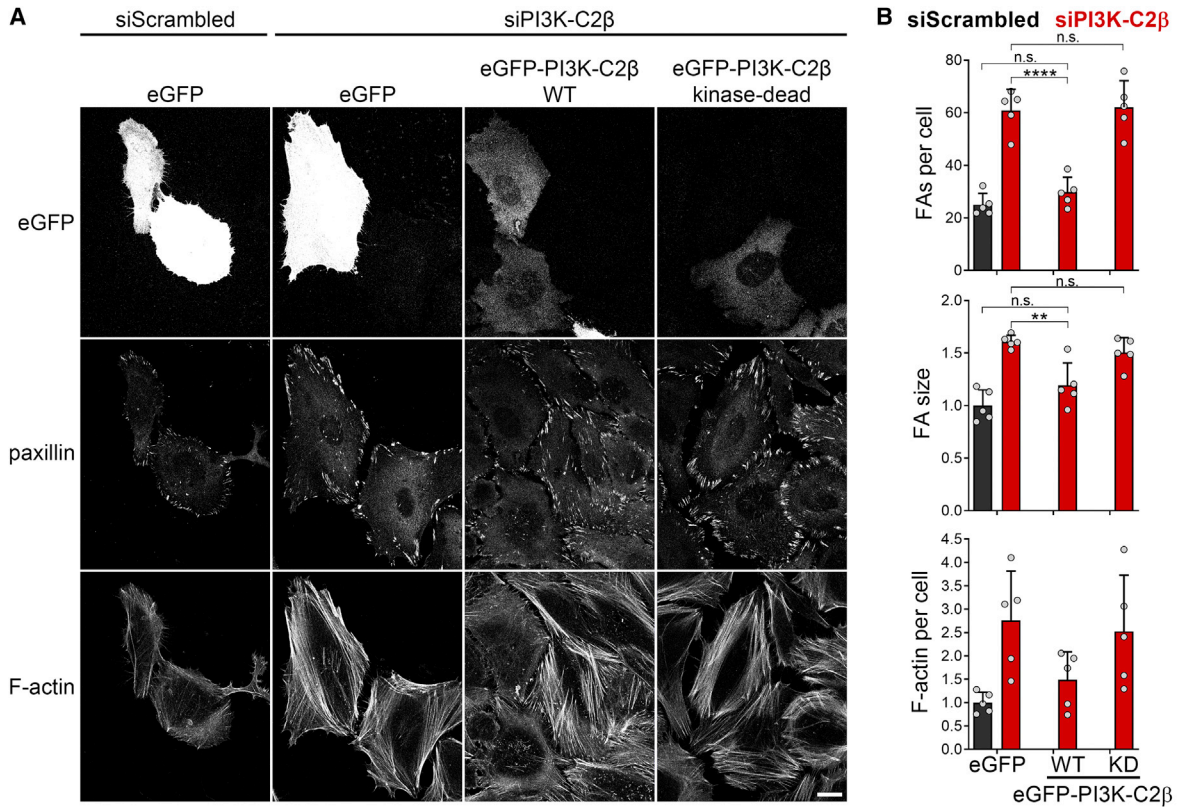 A
siScrambled
siPI3K-C2β
eGFP
eGFP
eGFP-PI3K-C2β
WT
eGFP-PI3K-C2β
kinase-dead
eGFP
paxillin
F-actin
B
siScrambled siPI3K-C2β
n.s.
n.s.
****
FAs per cell
80
60
40
20
0
n.s.
n.s.
**
FA size
2.0
1.5
1.0
0.5
0.0
F-actin per cell
4.5
4.0
3.5
3.0
2.5
2.0
1.5
1.0
0.5
0.0
eGFP WT KD
eGFP-PI3K-C2β